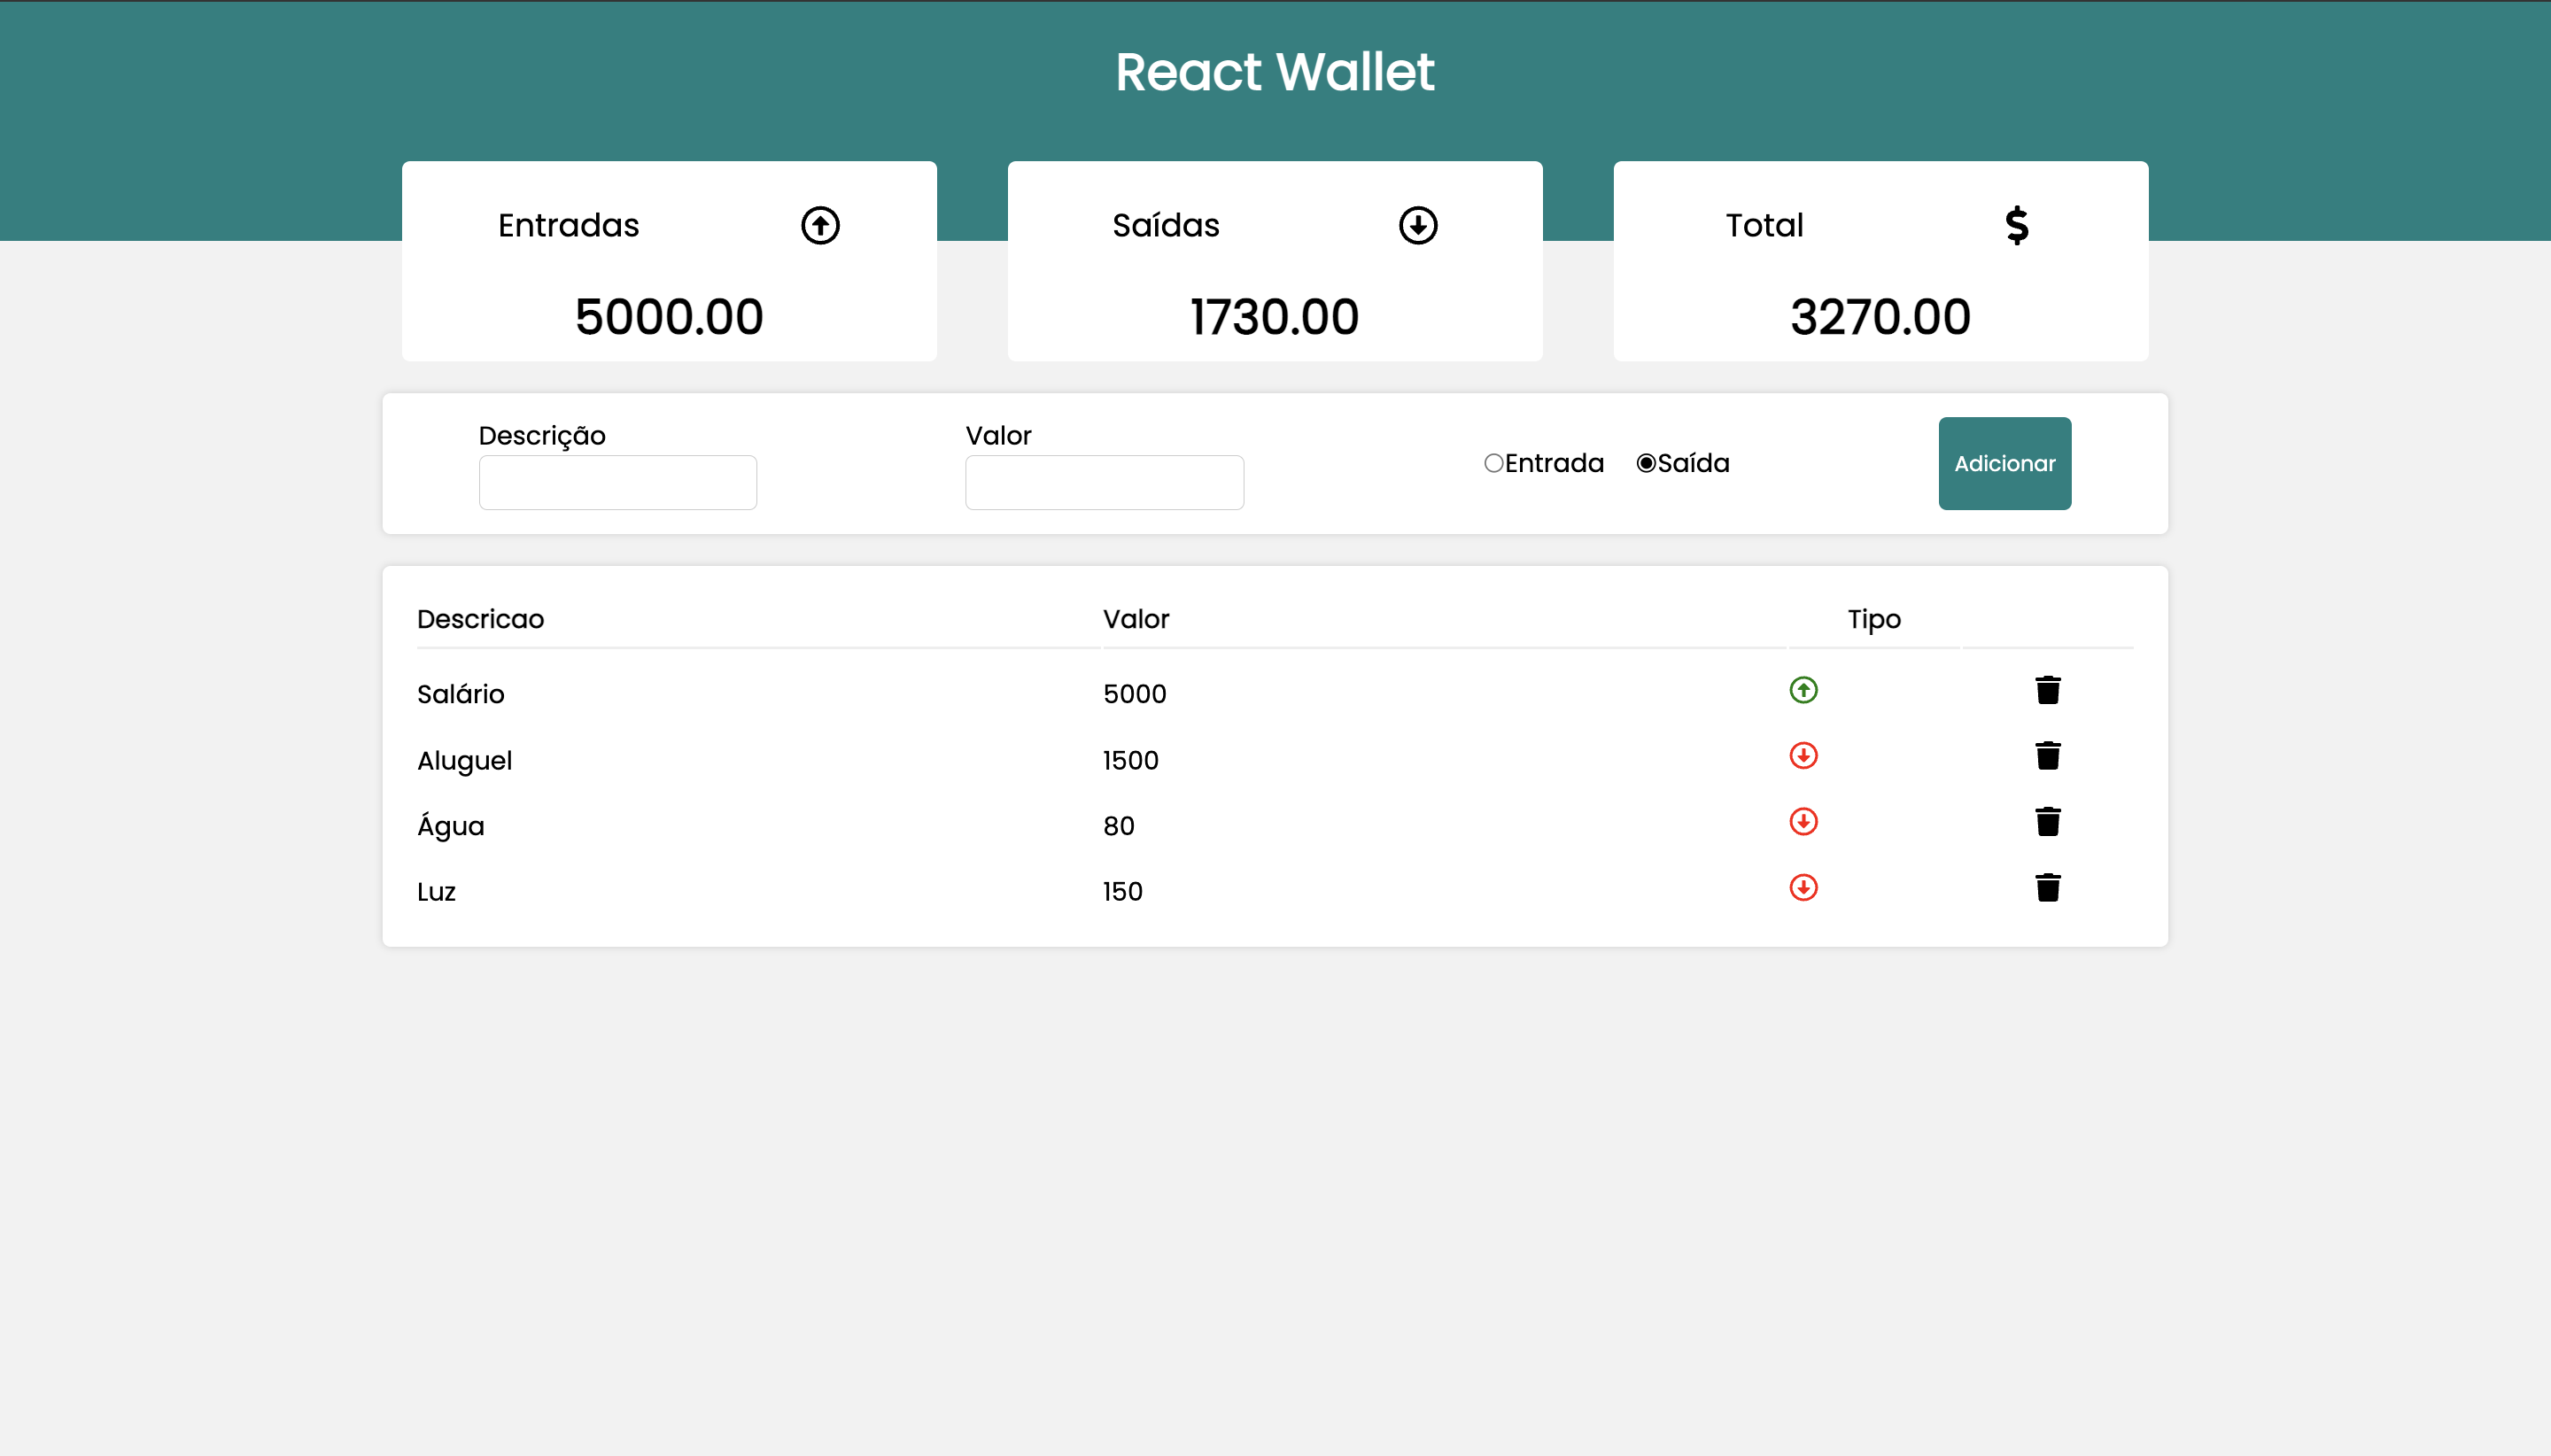 React Wallet
Entradas
Saídas
Total
$
5000.00
1730.00
3270.00
Descrição
Valor
Entrada
Saída
Adicionar
Descricao Valor Tipo
Salário 5000
Aluguel 1500
Água 80
Luz 150